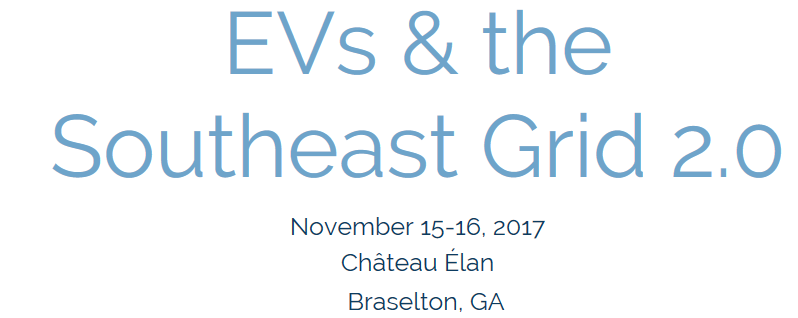 EVs & the
Southeast Grid 2.0
November 15-16, 2017
Château Élan
Braselton, GA